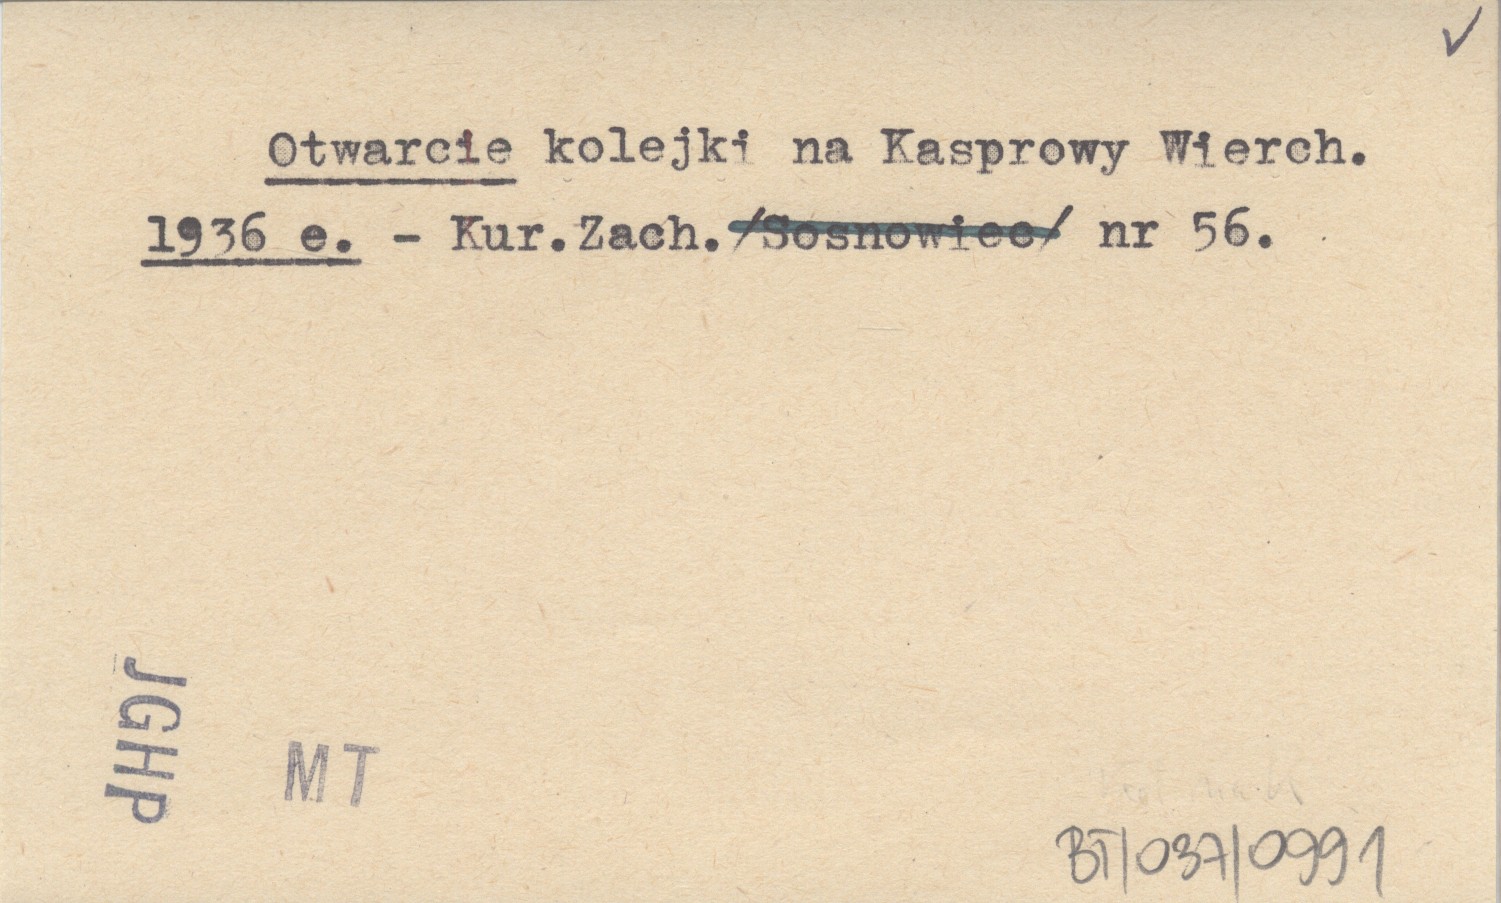 Otwarcie kolejki na Kasprowy Wierch.
1936 e. - Kur.Zach. /Sosnowiec/ nr 56.
JGHP
MT
BT/037/0991